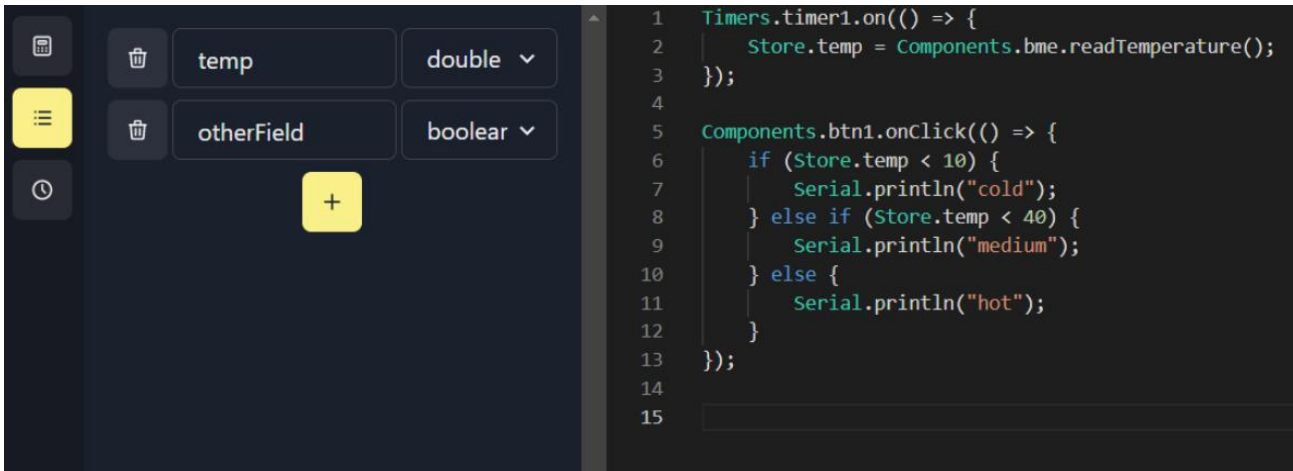 temp double
otherField boolear
+
1 Timers.timer1.on(() => {
2 Store.temp = Components.bme.readTemperature();
3 });
4
5 Components.btn1.onClick(() => {
6 if (Store.temp < 10) {
7 Serial.println("cold");
8 } else if (Store.temp < 40) {
9 Serial.println("medium");
10 } else {
11 Serial.println("hot");
12 }
13 });
14
15